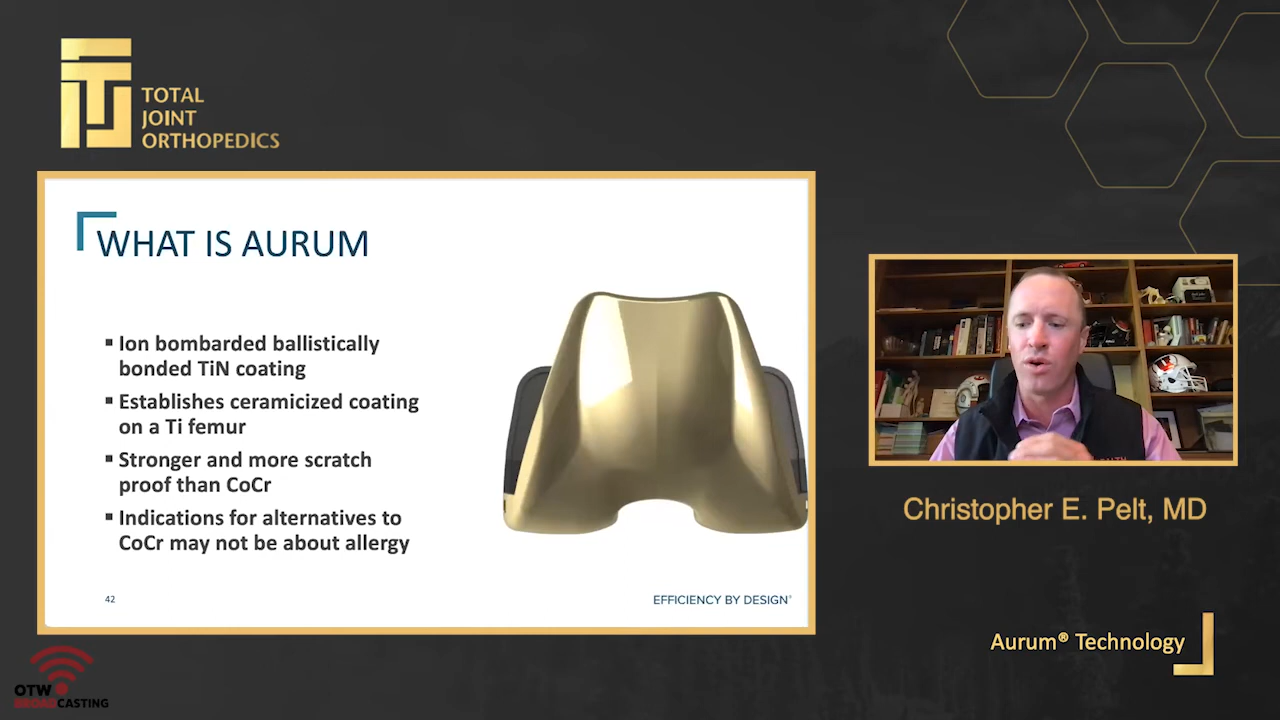 TOTAL
JOINT
ORTHOPEDICS
WHAT IS AURUM
▪ Ion bombarded ballistically
bonded TiN coating
▪ Establishes ceramicized coating
on a Ti femur
▪ Stronger and more scratch
proof than CoCr
▪ Indications for alternatives to
CoCr may not be about allergy
42
EFFICIENCY BY DESIGN®
Christopher E. Pelt, MD
Aurum® Technology
OTW
BROADCASTING